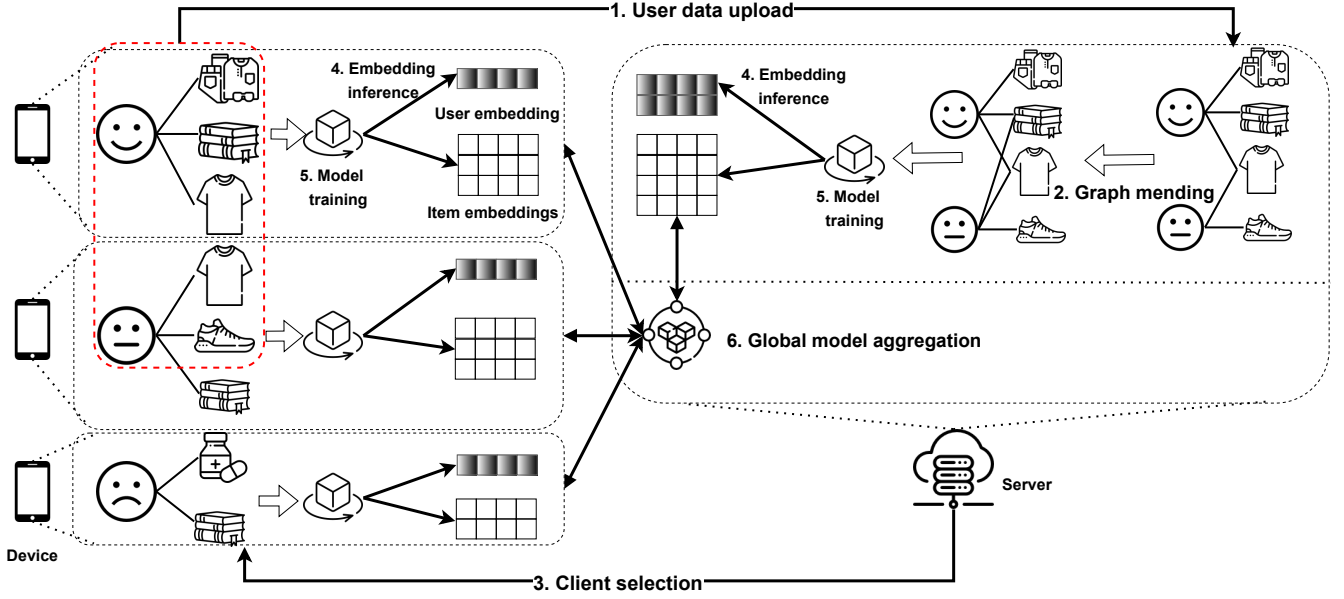 1. User data upload
4. Embedding
inference
User embedding
5. Model
training
Item embeddings
4. Embedding
inference
5. Model
training
2. Graph mending
6. Global model aggregation
Server
Device
3. Client selection